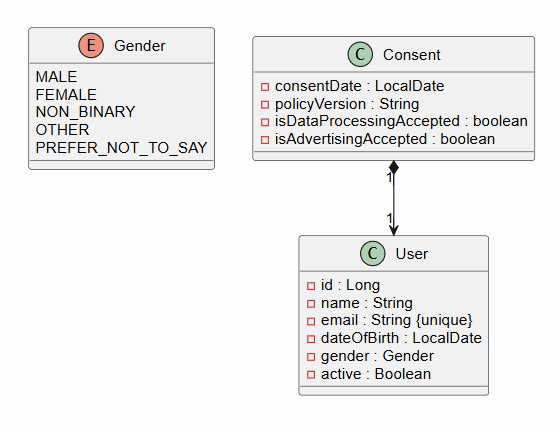 E Gender
MALE
FEMALE
NON_BINARY
OTHER
PREFER_NOT_TO_SAY
C Consent
consentDate : LocalDate
policyVersion : String
isDataProcessingAccepted : boolean
isAdvertisingAccepted : boolean
1
1
C User
id : Long
name : String
email : String {unique}
dateOfBirth : LocalDate
gender : Gender
active : Boolean